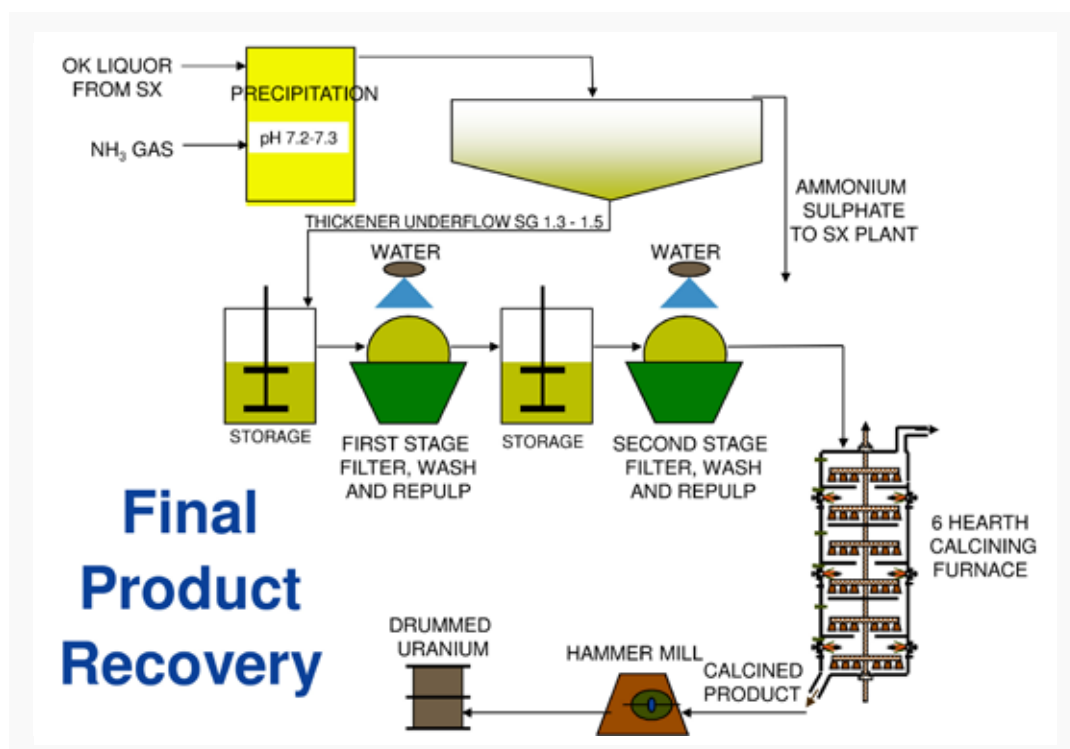 OK LIQUOR
FROM SX
PRECIPITATION
pH 7.2-7.3
NH₃ GAS
AMMONIUM
SULPHATE
TO SX PLANT
THICKENER UNDERFLOW SG 1.3 - 1.5
WATER
WATER
STORAGE
FIRST STAGE
FILTER, WASH
AND REPULP
STORAGE
SECOND STAGE
FILTER, WASH
AND REPULP
6 HEARTH
CALCINING
FURNACE
Final
Product
Recovery
DRUMMED
URANIUM
HAMMER MILL
CALCINED
PRODUCT